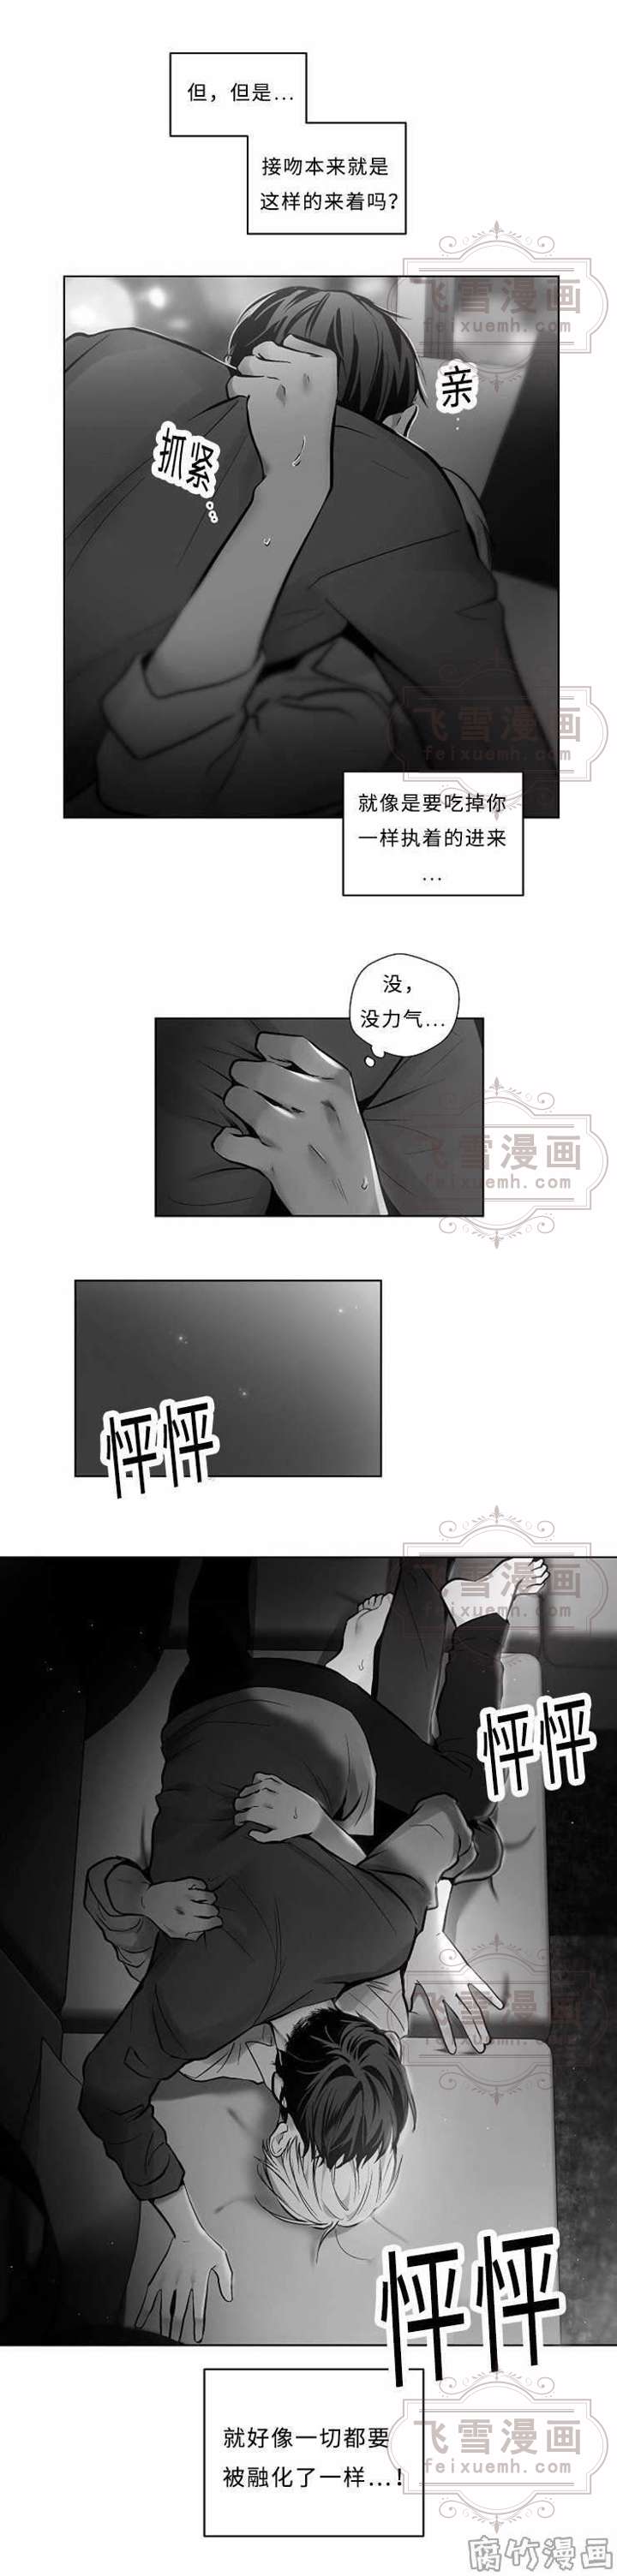 但，但是...
接吻本来就是
这样的来着吗？
飞雪漫画
feixuemh.com
亲
抓紧
飞雪漫画
feixuemh.com
就像是要吃掉你
一样执着的进来
...
没，
没力气...
飞雪漫画
feixuemh.com
怦怦
飞雪漫画
feixuemh.com
怦怦
飞雪漫画
feixuemh.com
怦怦
就好像一切都要
被融化了一样...！
飞雪漫画
feixuemh.com
腐竹漫画